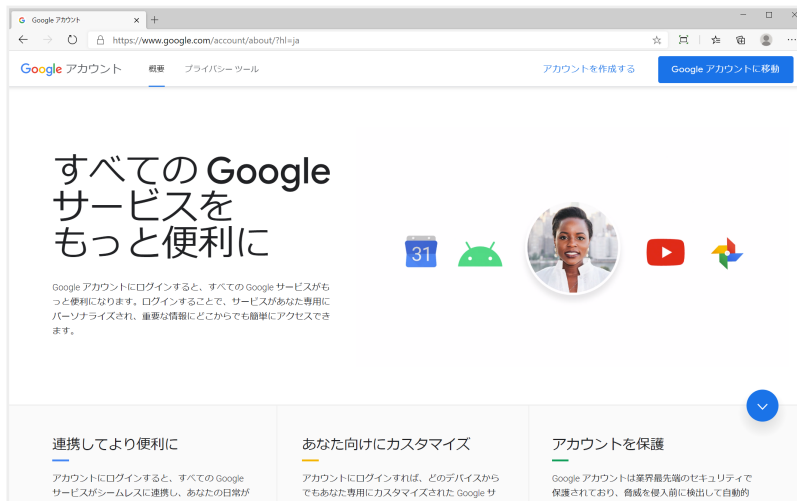 Google アカウント
https://www.google.com/account/about/?hl=ja
Google アカウント
概要
プライバシー ツール
アカウントを作成する
Google アカウントに移動
すべての Google
サービスを
もっと便利に
31
Google アカウントにログインすると、すべての Google サービスがも
っと便利になります。ログインすることで、サービスがあなた専用に
パーソナライズされ、重要な情報にどこからでも簡単にアクセスでき
ます。
連携してより便利に
アカウントにログインすると、すべての Google
サービスがシームレスに連携し、あなたの日常が
あなた向けにカスタマイズ
アカウントにログインすれば、どのデバイスから
でもあなた専用にカスタマイズされた Google サ
アカウントを保護
Google アカウントは業界最先端のセキュリティで
保護されており、脅威を侵入前に検出して自動的